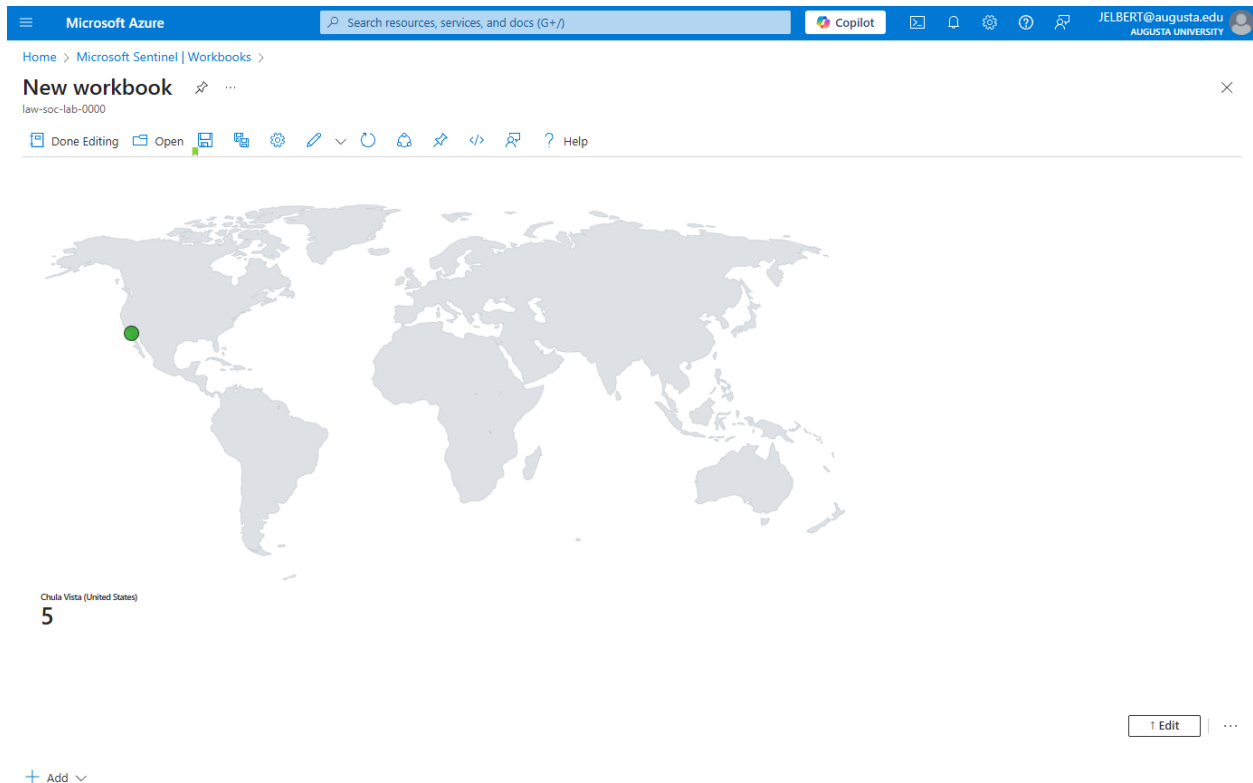 Microsoft Azure
Search resources, services, and docs (G+/)
Copilot
JELBERT@augusta.edu
AUGUSTA UNIVERSITY
Home > Microsoft Sentinel | Workbooks >
New workbook
law-soc-lab-0000
Done Editing Open Help
Chula Vista (United States)
5
↑ Edit
Add